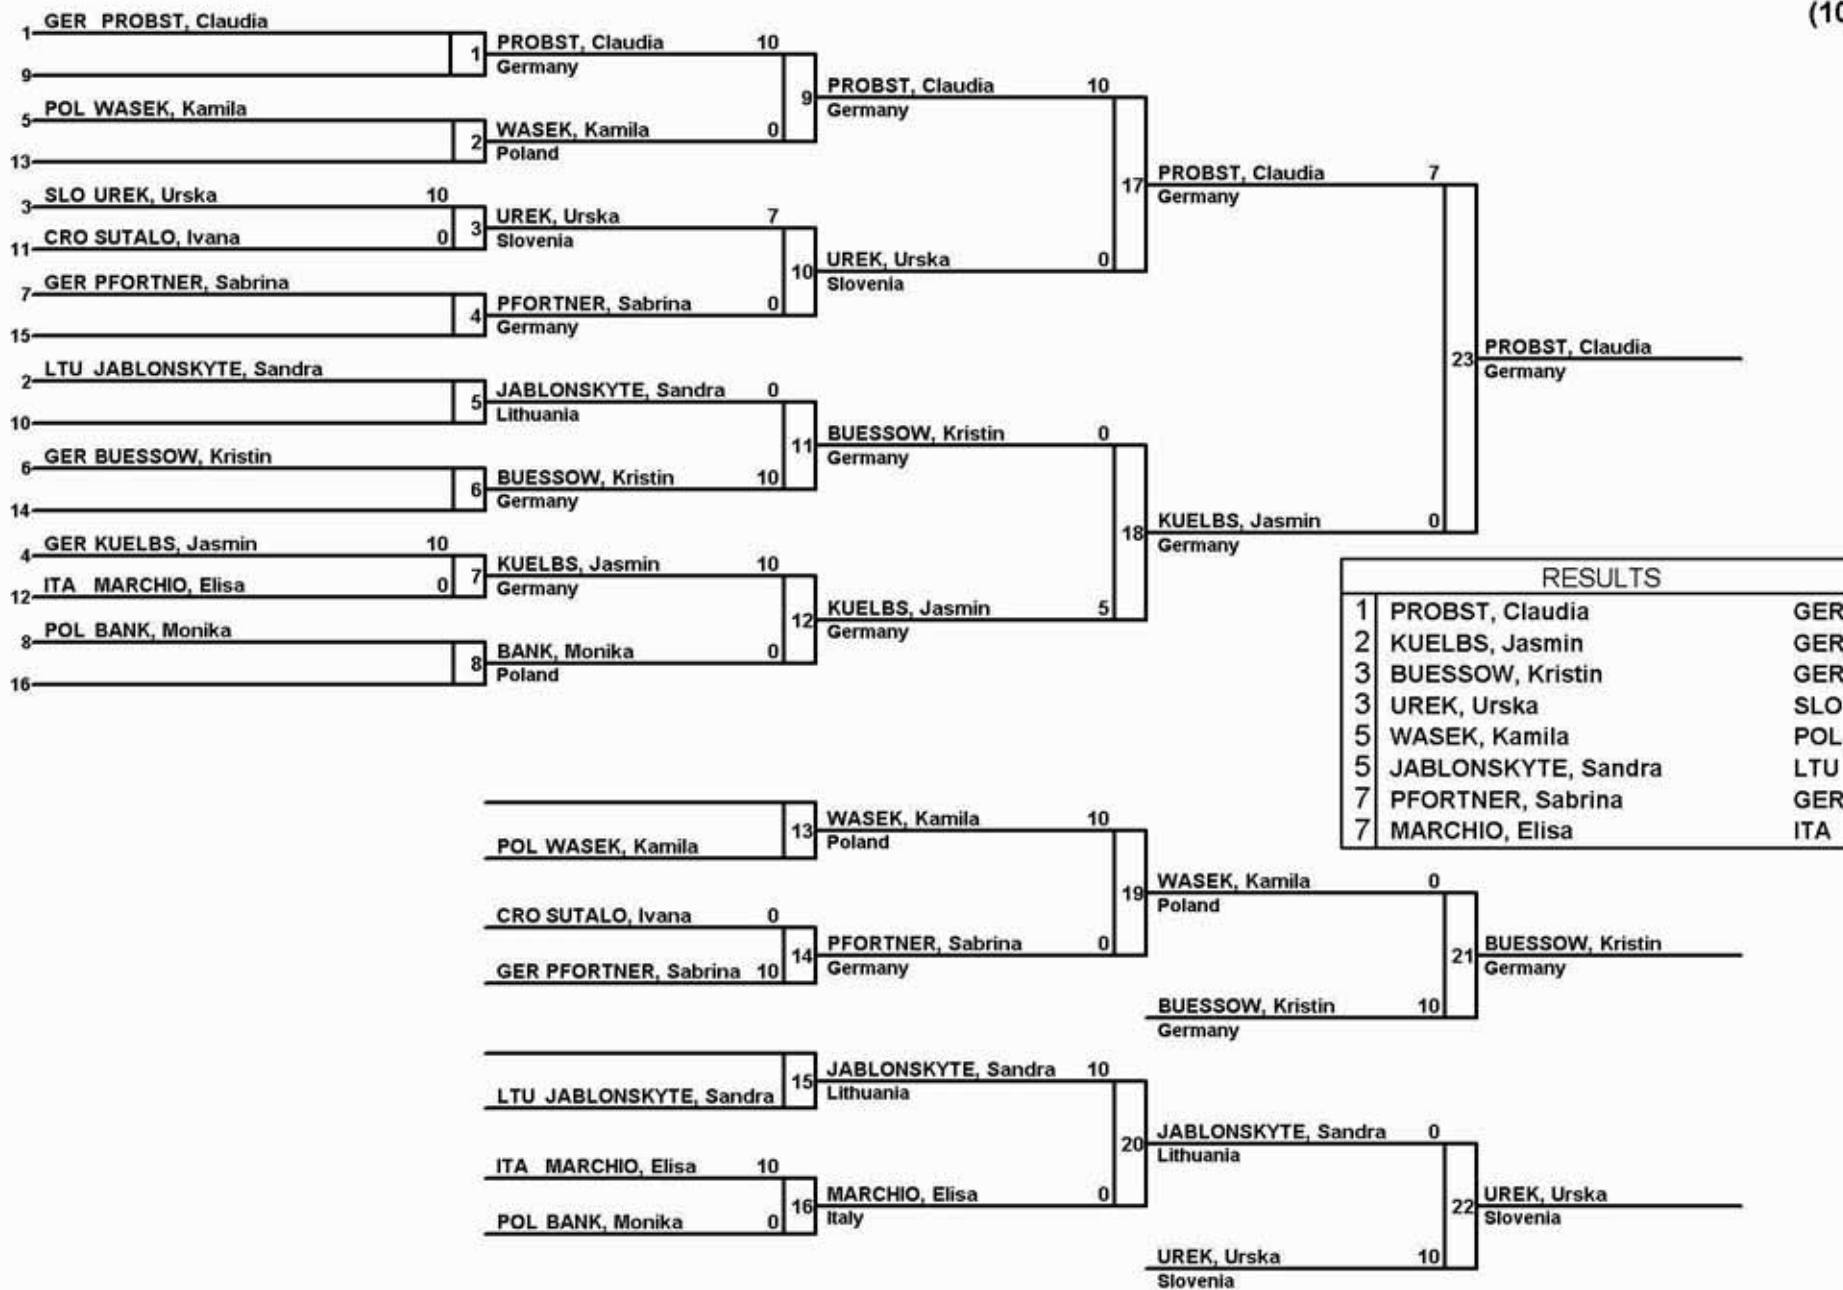 (10
1 GER PROBST, Claudia
9
1
5 POL WASEK, Kamila
13
2
3 SLO UREK, Urska 10
11 CRO SUTALO, Ivana 0
3
7 GER PFORTNER, Sabrina
15
4
2 LTU JABLONSKYTE, Sandra
10
5
6 GER BUESSOW, Kristin
14
6
4 GER KUELBS, Jasmin 10
12 ITA MARCHIO, Elisa 0
7
8 POL BANK, Monika
16
8
PROBST, Claudia 10
Germany
WASEK, Kamila 0
Poland
9
UREK, Urska 7
Slovenia
PFORTNER, Sabrina 0
Germany
10
JABLONSKYTE, Sandra 0
Lithuania
BUESSOW, Kristin 10
Germany
11
KUELBS, Jasmin 10
Germany
BANK, Monika 0
Poland
12
PROBST, Claudia 10
Germany
UREK, Urska 0
Slovenia
17
BUESSOW, Kristin 0
Germany
KUELBS, Jasmin 5
Germany
18
PROBST, Claudia 7
Germany
KUELBS, Jasmin 0
Germany
23
PROBST, Claudia
Germany
RESULTS
1 PROBST, Claudia GER
2 KUELBS, Jasmin GER
3 BUESSOW, Kristin GER
3 UREK, Urska SLO
5 WASEK, Kamila POL
5 JABLONSKYTE, Sandra LTU
7 PFORTNER, Sabrina GER
7 MARCHIO, Elisa ITA
POL WASEK, Kamila
13
CRO SUTALO, Ivana 0
GER PFORTNER, Sabrina 10
14
LTU JABLONSKYTE, Sandra
15
ITA MARCHIO, Elisa 10
POL BANK, Monika 0
16
WASEK, Kamila 10
Poland
PFORTNER, Sabrina 0
Germany
19
JABLONSKYTE, Sandra 10
Lithuania
MARCHIO, Elisa 0
Italy
20
WASEK, Kamila 0
Poland
BUESSOW, Kristin 10
Germany
21
JABLONSKYTE, Sandra 0
Lithuania
UREK, Urska 10
Slovenia
22
BUESSOW, Kristin
Germany
UREK, Urska
Slovenia